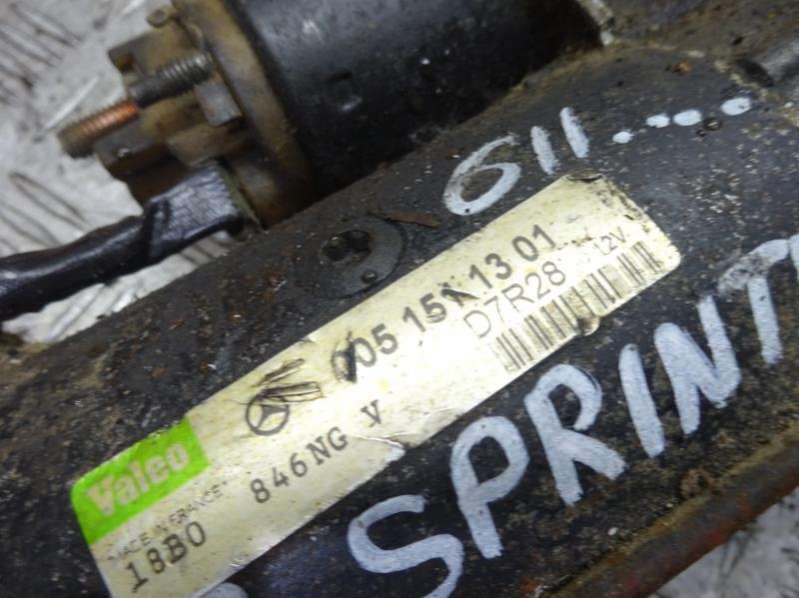 611....
005 151 13 01
D7R28 12V
846NG V
Valeo
MADE IN FRANCE
18B0
SPRINT